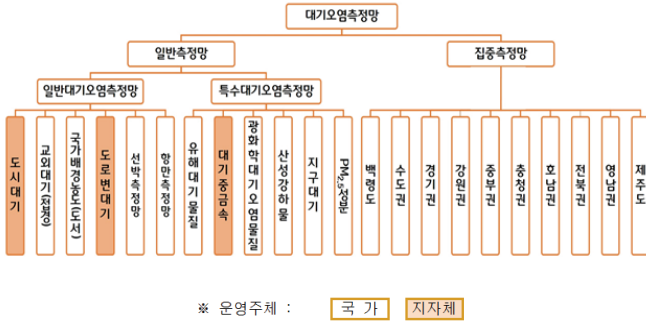 대기오염측정망
일반측정망
집중측정망
일반대기오염측정망
특수대기오염측정망
도시대기
교외대기(접경)
국가배경농도(도서)
도로변대기
선박측정망
항만측정망
유해대기물질
대기중금속
광화학대기오염물질
산성강하물
지구대기
PM2.5성분
백령도
수도권
경기권
강원권
중부권
충청권
호남권
전북권
영남권
제주도
※ 운영주체 : 국 가 지자체